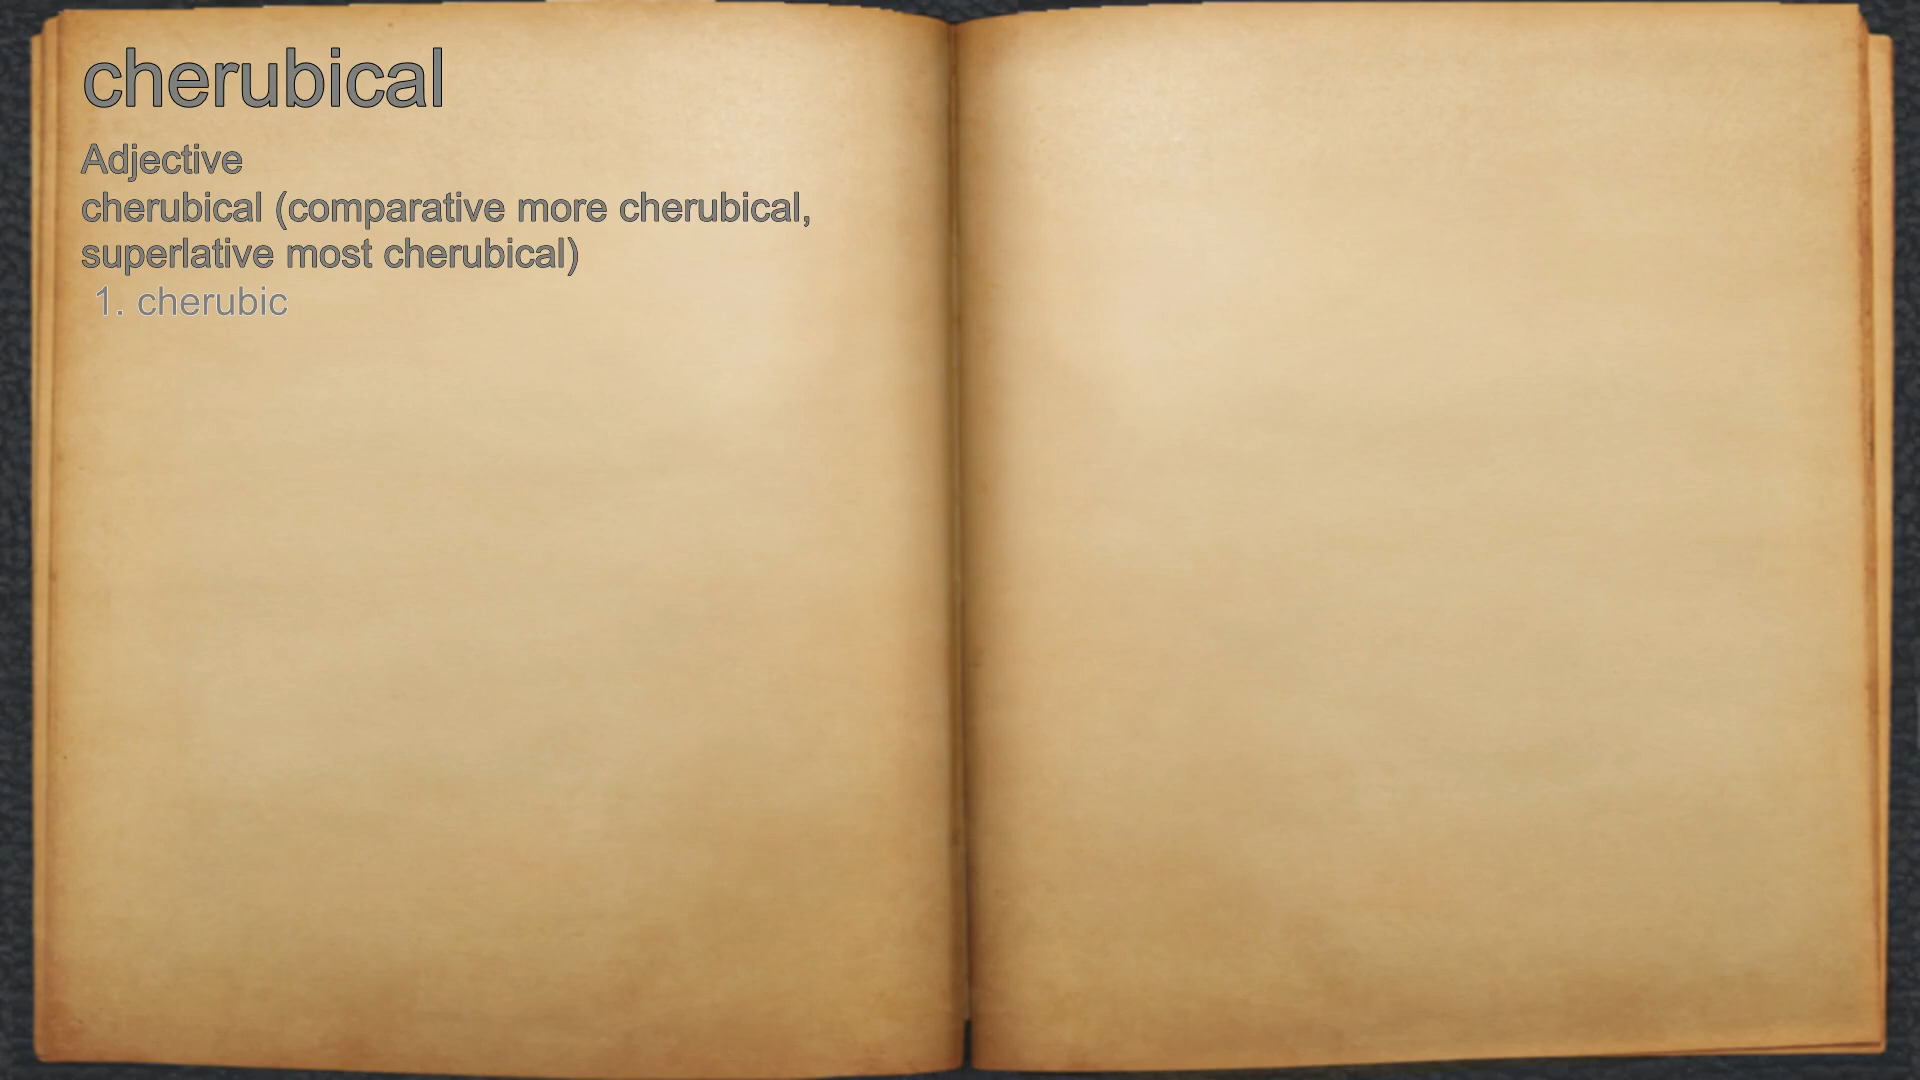 cherubical
Adjective
cherubical (comparative more cherubical,
superlative most cherubical)
1. cherubic